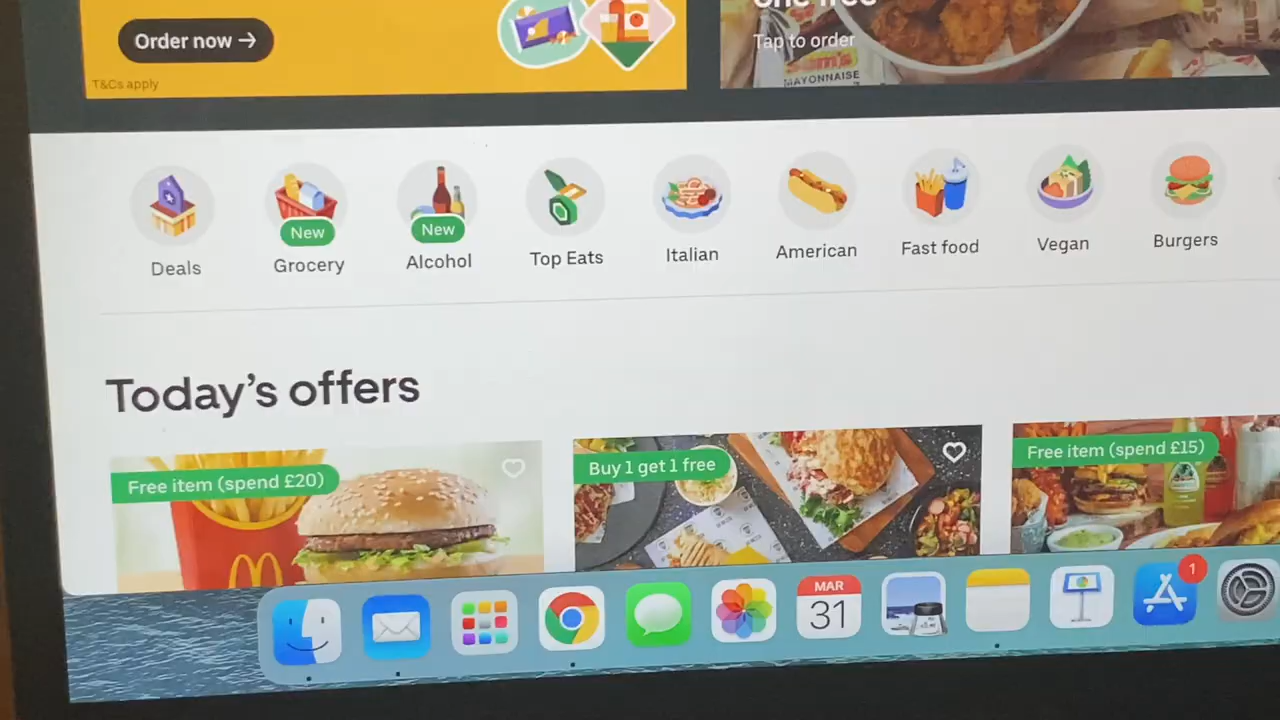 One free
Order now →
Tap to order
T&Cs apply
MAYONNAISE
New
New
Deals
Grocery
Alcohol
Top Eats
Italian
American
Fast food
Vegan
Burgers
Today's offers
Free item (spend £20)
Buy 1 get 1 free
Free item (spend £15)
MAR
31
1